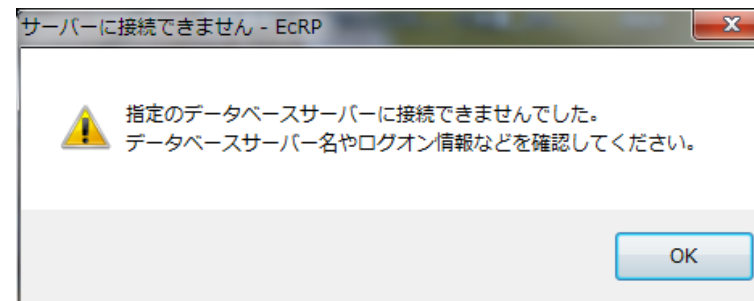 サーバーに接続できません - EcRP
指定のデータベースサーバーに接続できませんでした。
データベースサーバー名やログオン情報などを確認してください。
OK